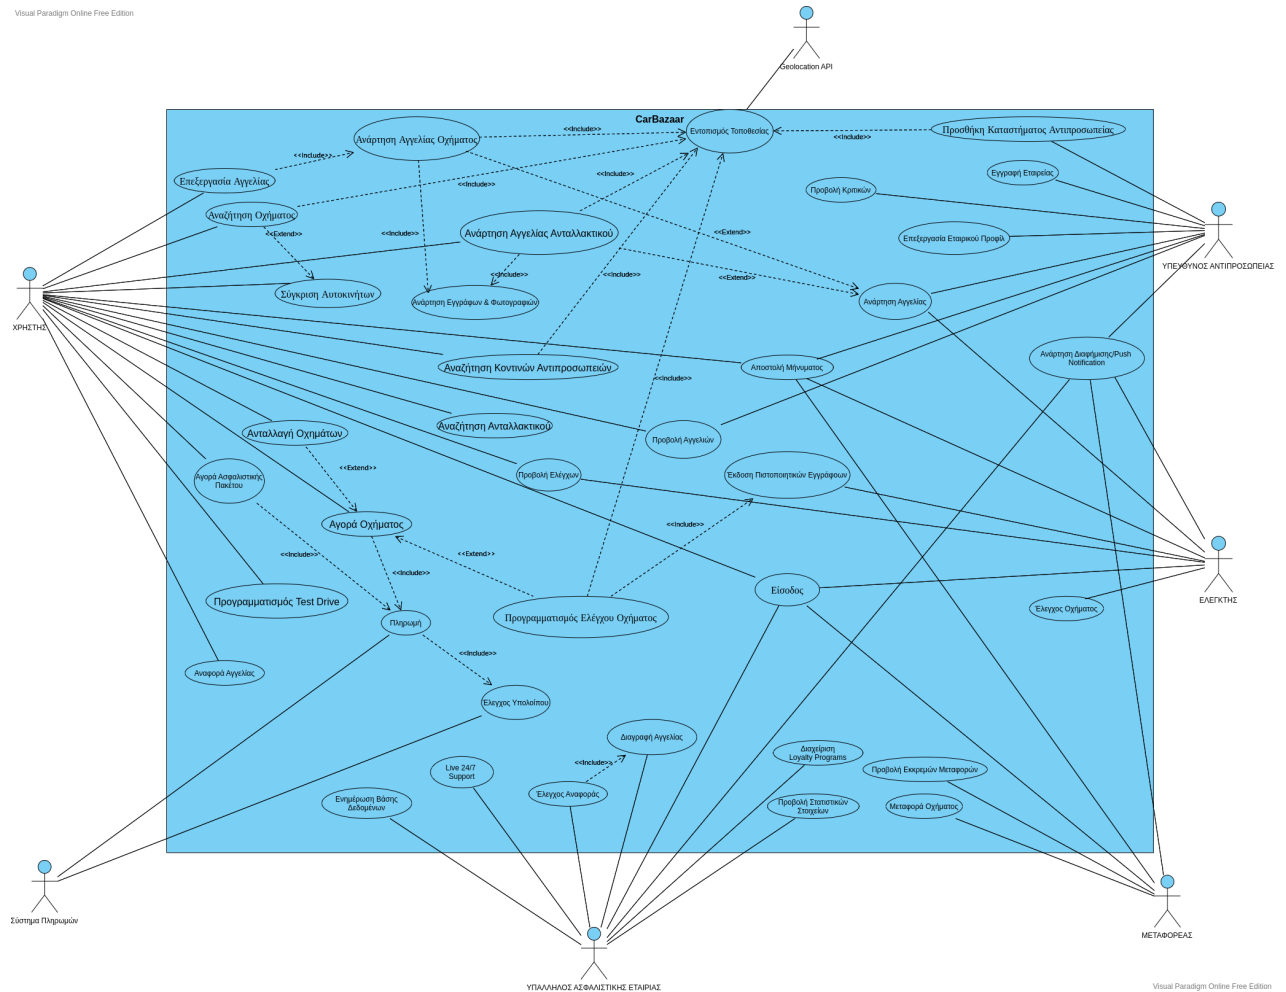 Visual Paradigm Online Free Edition
Geolocation API
CarBazaar
Ανάρτηση Αγγελίας Οχήματος
<<Include>>
Εντοπισμός Τοποθεσίας
<<Include>>
Προσθήκη Καταστήματος Αντιπροσωπείας
<<Include>>
Επεξεργασία Αγγελίας
<<Include>>
<<Include>>
Εγγραφή Εταιρείας
Προβολή Κριτικών
Αναζήτηση Οχήματος
<<Extend>>
<<Include>>
Ανάρτηση Αγγελίας Ανταλλακτικού
<<Extend>>
Επεξεργασία Εταιρικού Προφίλ
ΥΠΕΥΘΥΝΟΣ ΑΝΤΙΠΡΟΣΩΠΕΙΑΣ
<<Include>>
<<Include>>
<<Extend>>
Σύγκριση Αυτοκινήτων
Ανάρτηση Εγγράφων & Φωτογραφιών
Ανάρτηση Αγγελίας
ΧΡΗΣΤΗΣ
Ανάρτηση Διαφήμισης/Push
Notification
Αναζήτηση Κοντινών Αντιπροσωπειών
<<Include>>
Αποστολή Μήνυματος
Ανταλλαγή Οχημάτων
Αναζήτηση Ανταλλακτικού
Προβολή Αγγελιών
<<Extend>>
Αγορά Ασφαλιστικής
Πακέτου
Προβολή Ελέγχων
Έκδοση Πιστοποιητικών Εγγράφοων
Αγορά Οχήματος
<<Include>>
<<Include>>
<<Extend>>
<<Include>>
Είσοδος
ΕΛΕΓΚΤΗΣ
Προγραμματισμός Test Drive
Πληρωμή
Προγραμματισμός Ελέγχου Οχήματος
Έλεγχος Οχήματος
<<Include>>
Αναφορά Αγγελίας
Έλεγχος Υπολοίπου
Διαγραφή Αγγελίας
Διαχείριση
Loyalty Programs
<<Include>>
Live 24/7
Support
Προβολή Εκκρεμών Μεταφορών
Έλεγχος Αναφοράς
Ενημέρωση Βάσης
Δεδομένων
Προβολή Στατιστικών
Στοιχείων
Μεταφορά Οχήματος
Σύστημα Πληρωμών
ΜΕΤΑΦΟΡΕΑΣ
ΥΠΑΛΛΗΛΟΣ ΑΣΦΑΛΙΣΤΙΚΗΣ ΕΤΑΙΡΙΑΣ
Visual Paradigm Online Free Edition